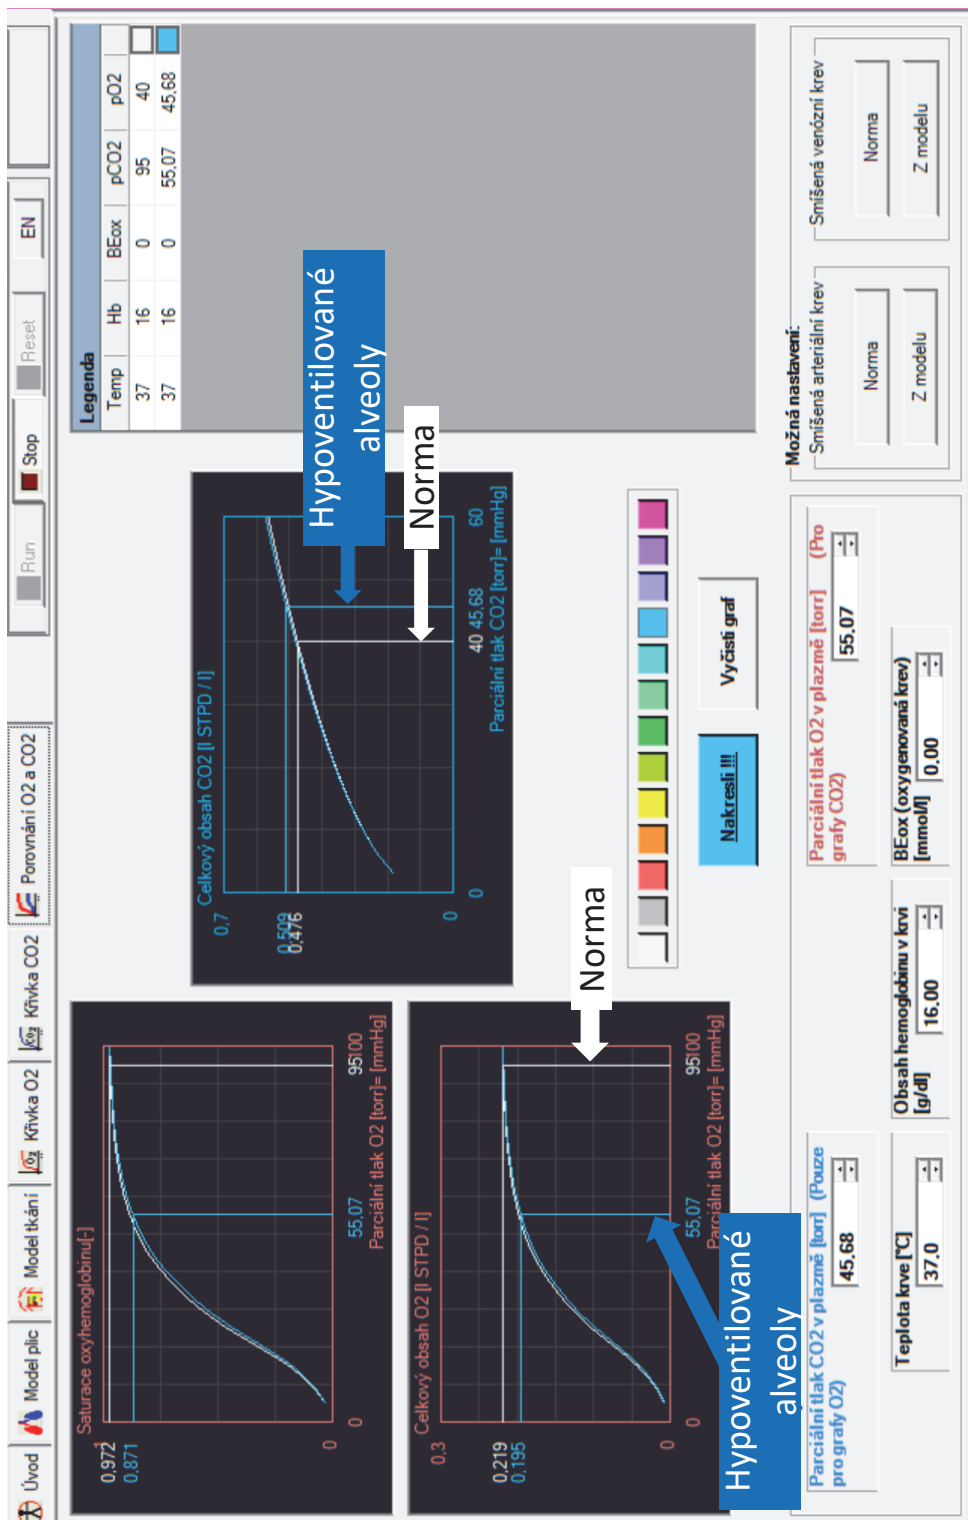 Úvod
Model plic
Model tkání
Křivka O2
Křivka CO2
Porovnání O2 a CO2
Run
Stop
Reset
EN
Saturace oxyhemoglobinu[-]
1
0,972
0,871
0
0
55,07
95
100
Parciální tlak O2 [torr]= [mmHg]
Celkový obsah O2 [l STPD / l]
0,3
0,219
0,195
0
0
55,07
95
100
Parciální tlak O2 [torr]= [mmHg]
Norma
Hypoventilované
alveoly
Celkový obsah CO2 [l STPD / l]
0,7
0,509
0,476
0
0
40
45,68
60
Parciální tlak CO2 [torr]= [mmHg]
Hypoventilované
alveoly
Norma
Legenda
Temp Hb BEox pCO2 pO2
37 16 0 95 40
37 16 0 55,07 45,68
Nakresli !!!
Vyčisti graf
Parciální tlak CO2 v plazmě [torr] (Pouze
pro grafy O2)
45,68
Parciální tlak O2 v plazmě [torr] (Pro
grafy CO2)
55,07
Teplota krve [°C]
37.0
Obsah hemoglobinu v krvi
[g/dl]
16.00
BEox (oxygenovaná krev)
[mmol/l]
0.00
Možná nastavení:
Smíšená arteriální krev
Norma
Z modelu
Smíšená venózní krev
Norma
Z modelu